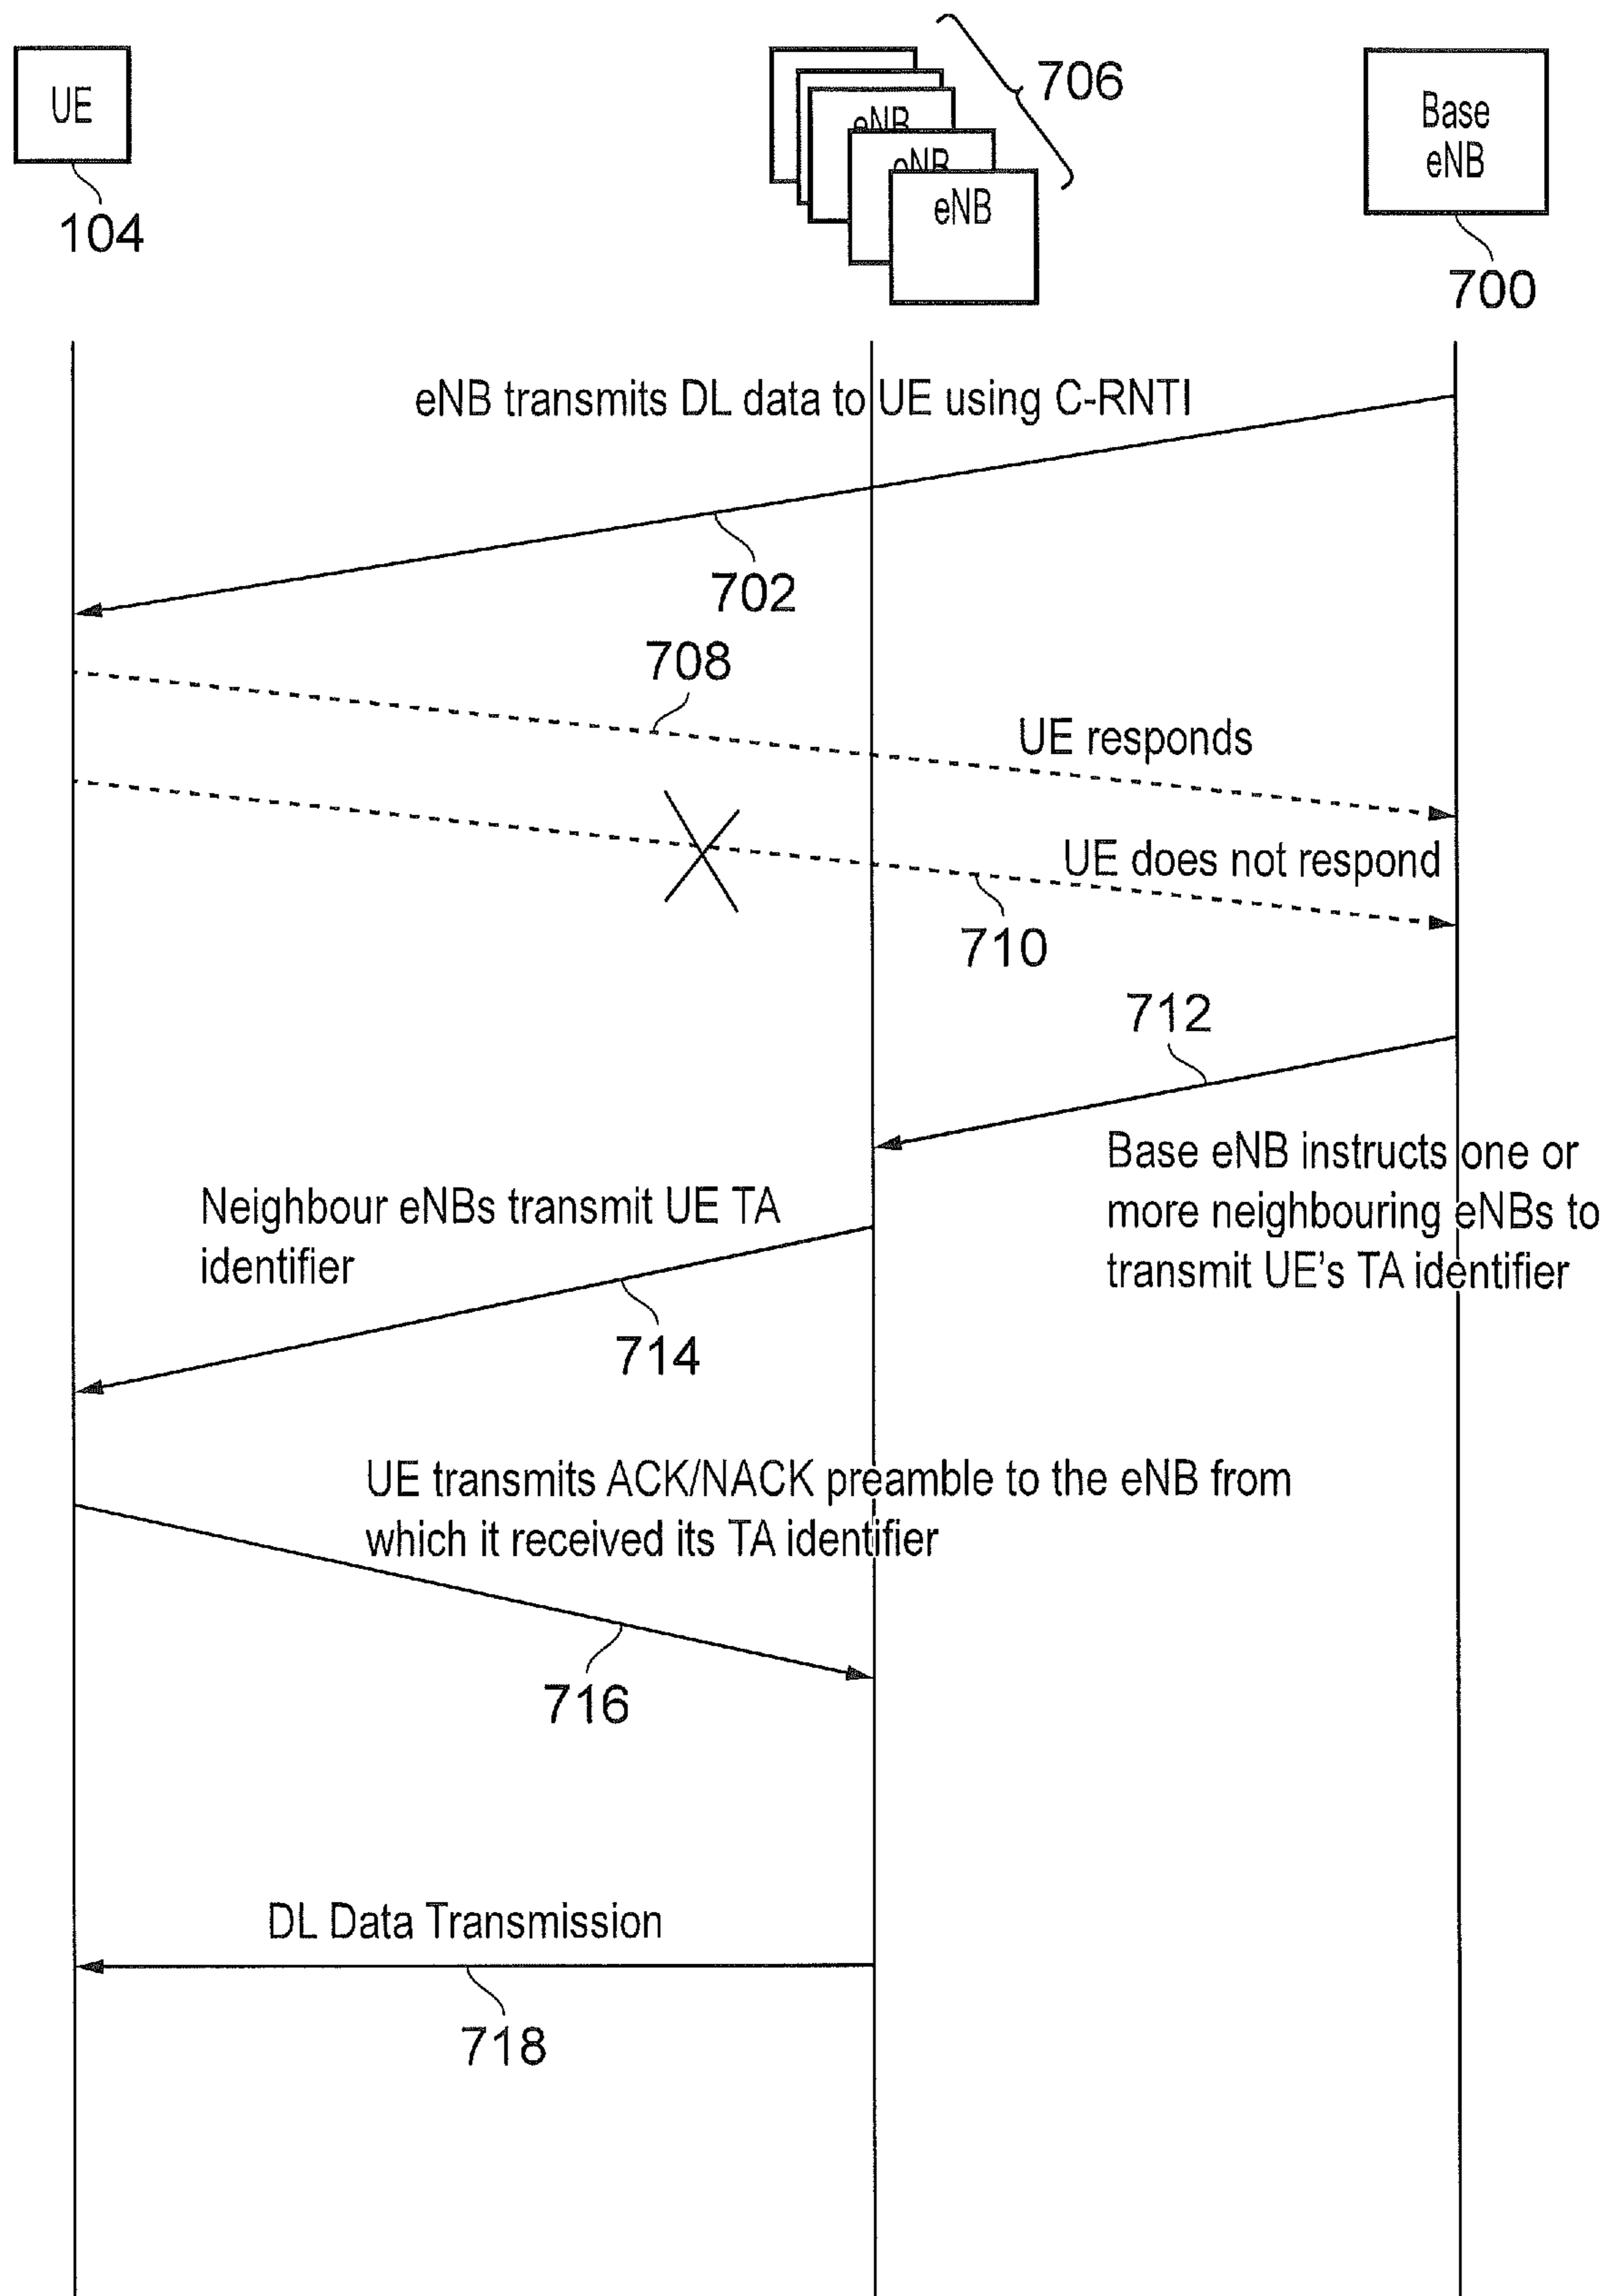 UE
104
eNB
eNB
eNB
706
Base
eNB
700
eNB transmits DL data to UE using C-RNTI
702
708
UE responds
UE does not respond
710
712
Base eNB instructs one or
more neighbouring eNBs to
transmit UE's TA identifier
Neighbour eNBs transmit UE TA
identifier
714
UE transmits ACK/NACK preamble to the eNB from
which it received its TA identifier
716
DL Data Transmission
718